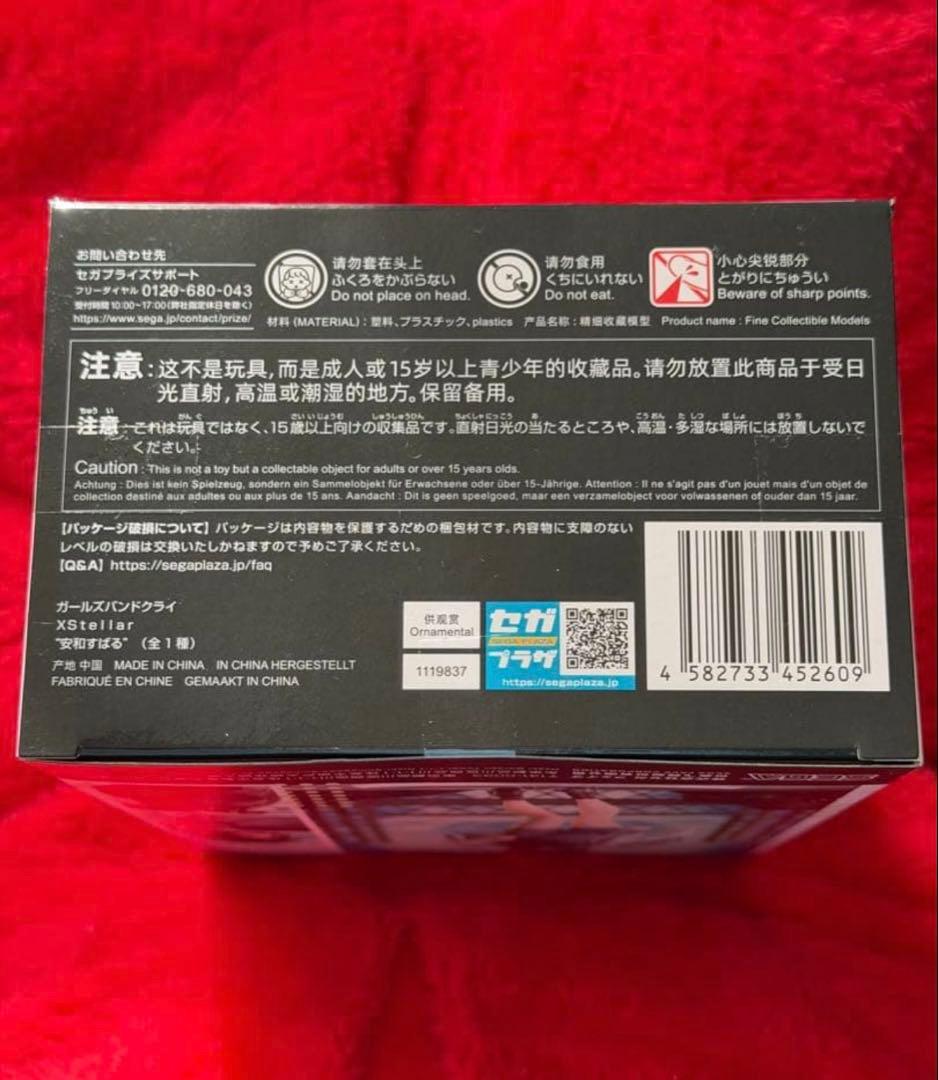 お問い合わせ先
セガプライズサポート
フリーダイヤル 0120-680-043
受付時間10:00~17:00(弊社指定休日を除く)
https://www.sega.jp/contact/prize/
请勿套在头上
ふくろをかぶらない
Do not place on head.
请勿食用
くちにいれない
Do not eat.
小心尖锐部分
とがりにちゅうい
Beware of sharp points.
材料 (MATERIAL) : 塑料、プラスチック、plastics 产品名称 : 精细收藏模型 Product name : Fine Collectible Models
注意:这不是玩具,而是成人或15岁以上青少年的收藏品。请勿放置此商品于受日
光直射,高温或潮湿的地方。保留备用。
注意:これは玩具ではなく、15歳以上向けの収集品です。直射日光の当たるところや、高温・多湿な場所には放置しないで
ください。
Caution : This is not a toy but a collectable object for adults or over 15 years olds.
Achtung : Dies ist kein Spielzeug, sondern ein Sammelobjekt für Erwachsene oder über 15-Jährige. Attention : Il ne s'agit pas d'un jouet mais d'un objet de
collection destiné aux adultes ou aux plus de 15 ans. Aandacht : Dit is geen speelgoed, maar een verzamelobject voor volwassenen of ouder dan 15 jaar.
【パッケージ破損について】パッケージは内容物を保護するための梱包材です。内容物に支障のない
レベルの破損は交換いたしかねますので予めご了承ください。
【Q&A】https://segaplaza.jp/faq
ガールズバンドクライ
XStellar
"安和すばる" (全1種)
产地 中国 MADE IN CHINA IN CHINA HERGESTELLT
FABRIQUÉ EN CHINE GEMAAKT IN CHINA
供观赏
Ornamental
1119837
セガ
SEGA PLAZA
プラザ
https://segaplaza.jp/
4 582733 452609
SEGA